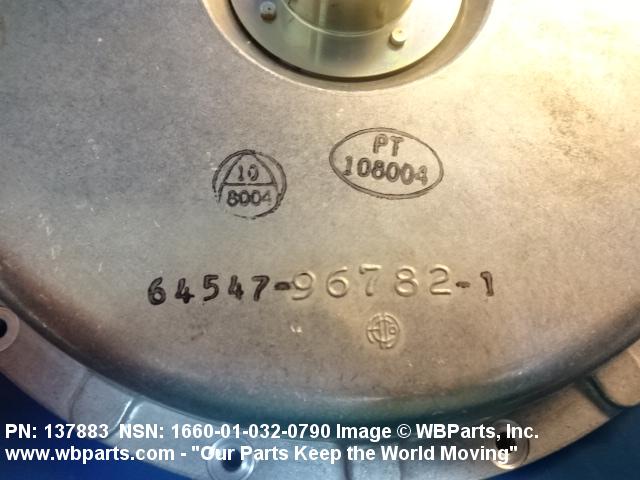 PT
108004
10
8004
64547-96782-1
PN: 137883 NSN: 1660-01-032-0790 Image © WBParts, Inc.
www.wbparts.com - "Our Parts Keep the World Moving"